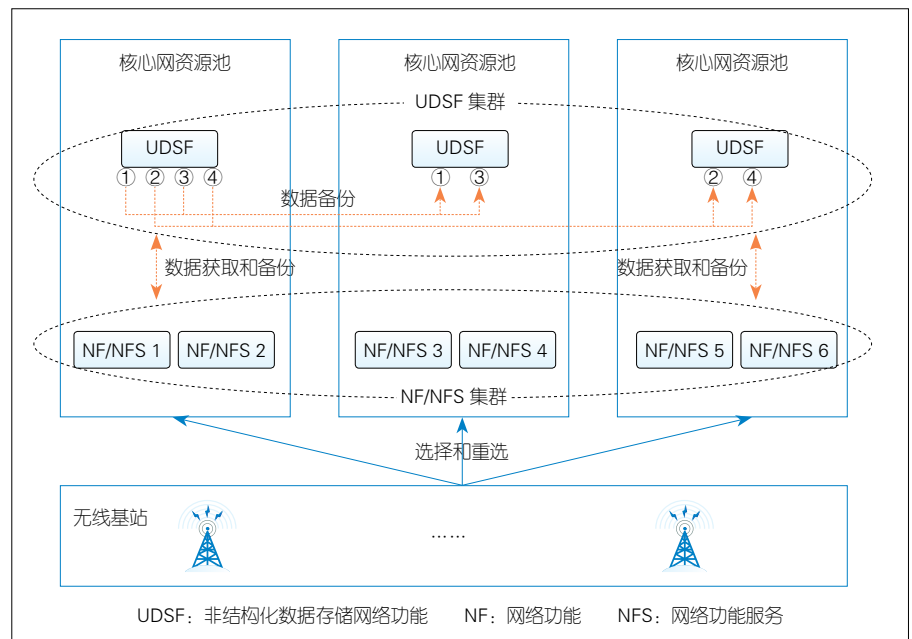 核心网资源池 核心网资源池 核心网资源池
UDSF 集群
UDSF UDSF UDSF
① ② ③ ④ ① ③ ② ④
数据备份
数据获取和备份 数据获取和备份
NF/NFS 1 NF/NFS 2 NF/NFS 3 NF/NFS 4 NF/NFS 5 NF/NFS 6
NF/NFS 集群
选择和重选
无线基站
……
UDSF：非结构化数据存储网络功能 NF：网络功能 NFS：网络功能服务